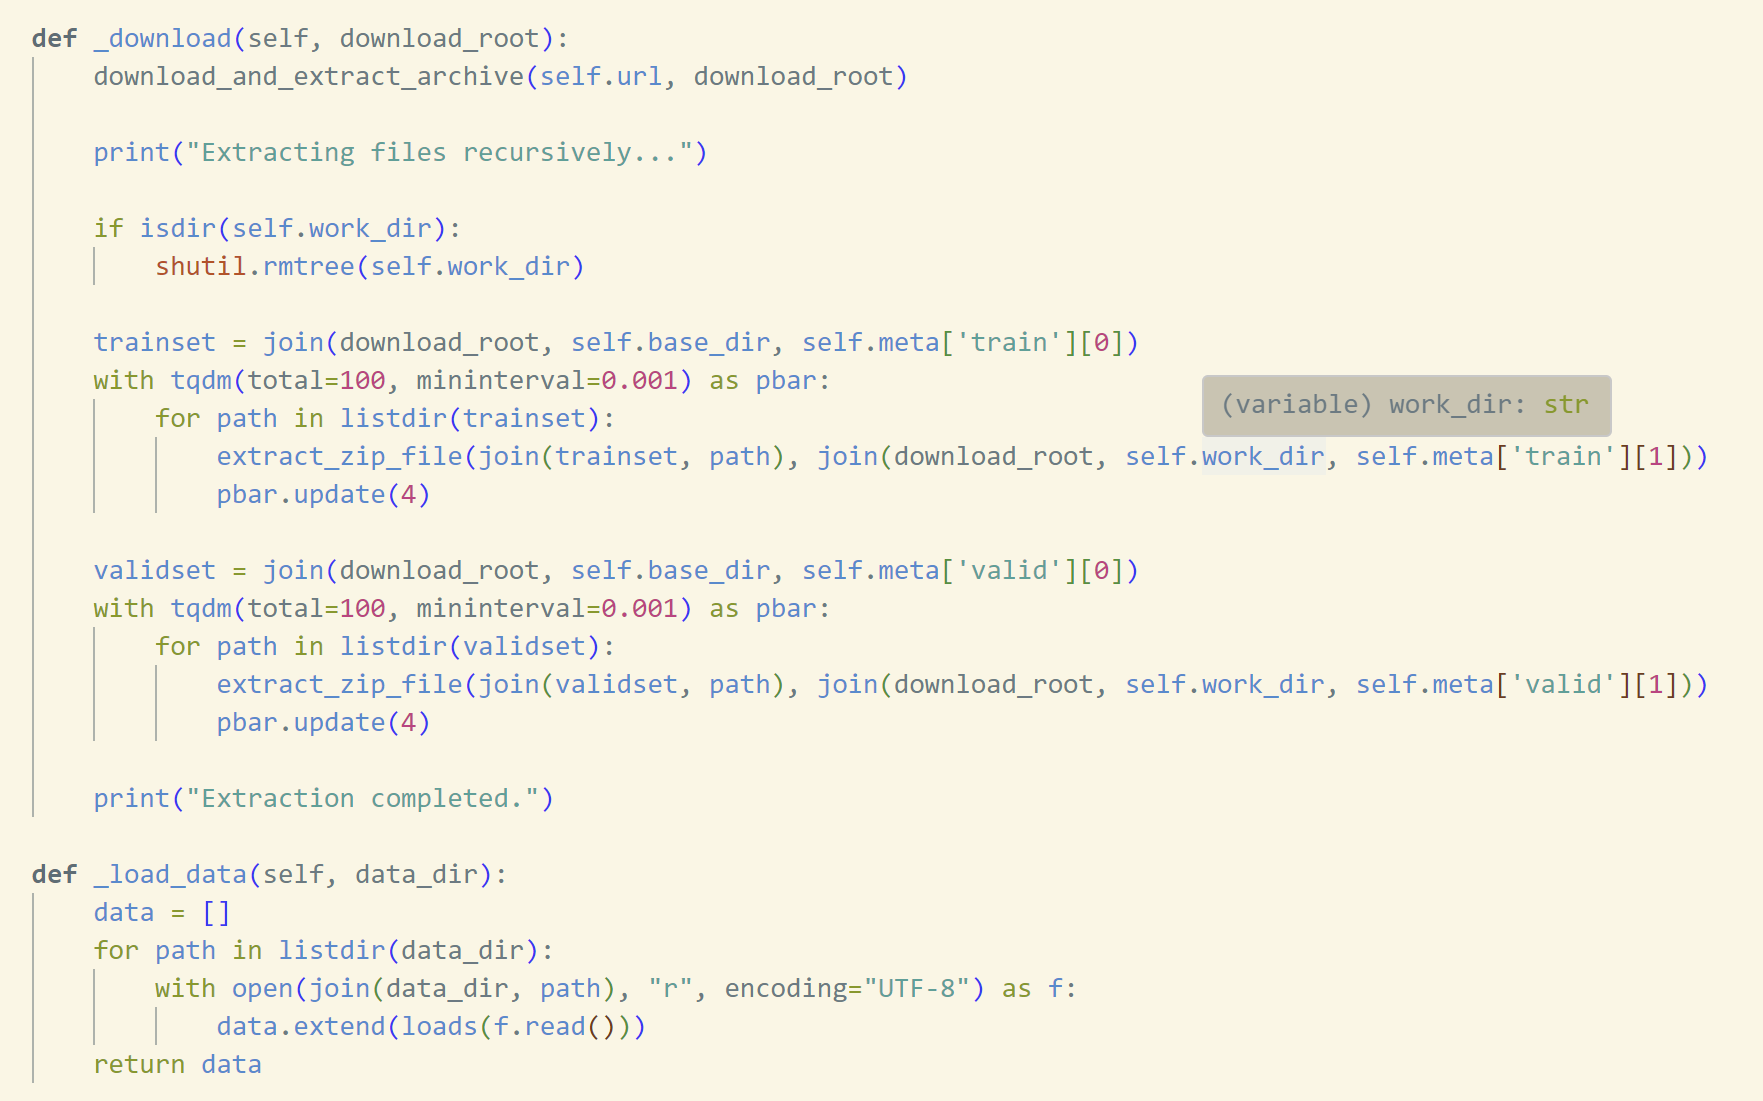 def _download(self, download_root):
    download_and_extract_archive(self.url, download_root)

    print("Extracting files recursively...")

    if isdir(self.work_dir):
        shutil.rmtree(self.work_dir)

    trainset = join(download_root, self.base_dir, self.meta['train'][0])
    with tqdm(total=100, mininterval=0.001) as pbar:
(variable) work_dir: str
        for path in listdir(trainset):
            extract_zip_file(join(trainset, path), join(download_root, self.work_dir, self.meta['train'][1]))
            pbar.update(4)

    validset = join(download_root, self.base_dir, self.meta['valid'][0])
    with tqdm(total=100, mininterval=0.001) as pbar:
        for path in listdir(validset):
            extract_zip_file(join(validset, path), join(download_root, self.work_dir, self.meta['valid'][1]))
            pbar.update(4)

    print("Extraction completed.")

def _load_data(self, data_dir):
    data = []
    for path in listdir(data_dir):
        with open(join(data_dir, path), "r", encoding="UTF-8") as f:
            data.extend(loads(f.read()))
    return data